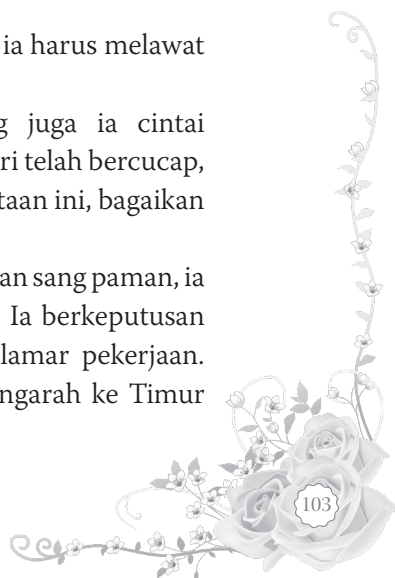 ia harus melawat
juga ia cintai
ri telah bercucap,
taan ini, bagaikan
an sang paman, ia
Ia berkeputusan
lamar pekerjaan.
ngarah ke Timur
103